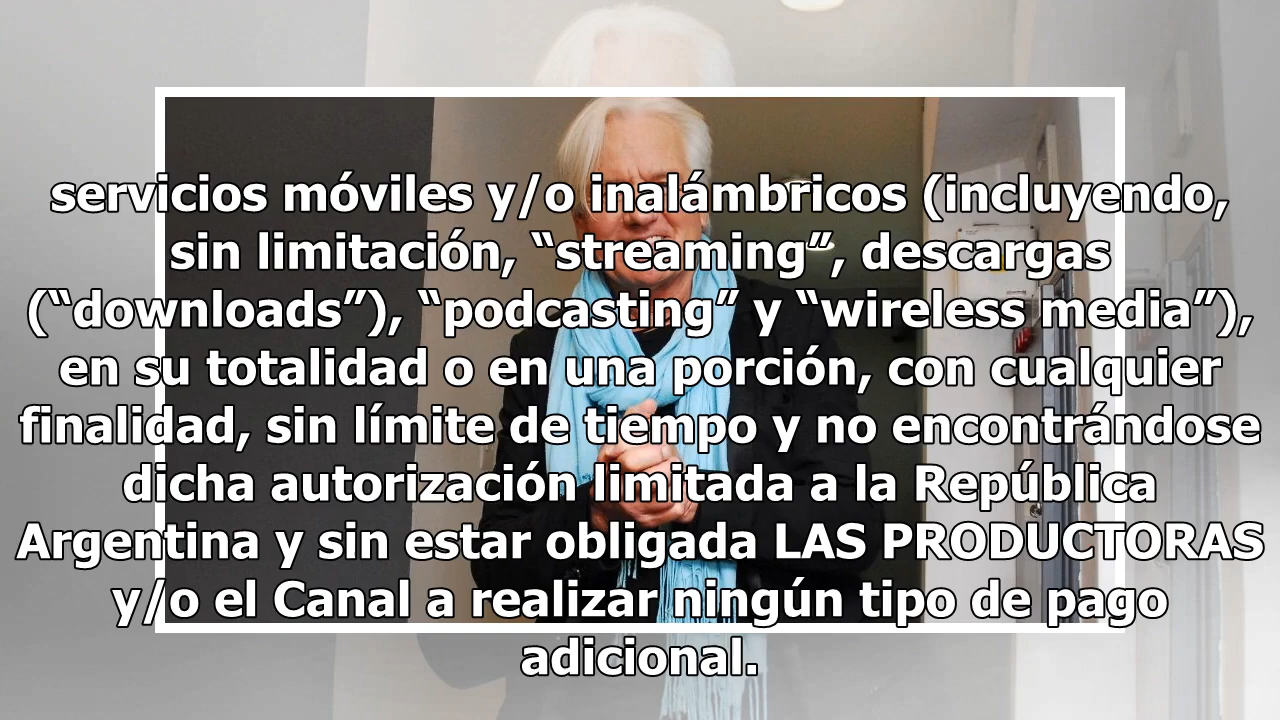 servicios móviles y/o inalámbricos (incluyendo,
sin limitación, “streaming”, descargas
(“downloads”), “podcasting” y “wireless media”),
en su totalidad o en una porción, con cualquier
finalidad, sin límite de tiempo y no encontrándose
dicha autorización limitada a la República
Argentina y sin estar obligada LAS PRODUCTORAS
y/o el Canal a realizar ningún tipo de pago
adicional.